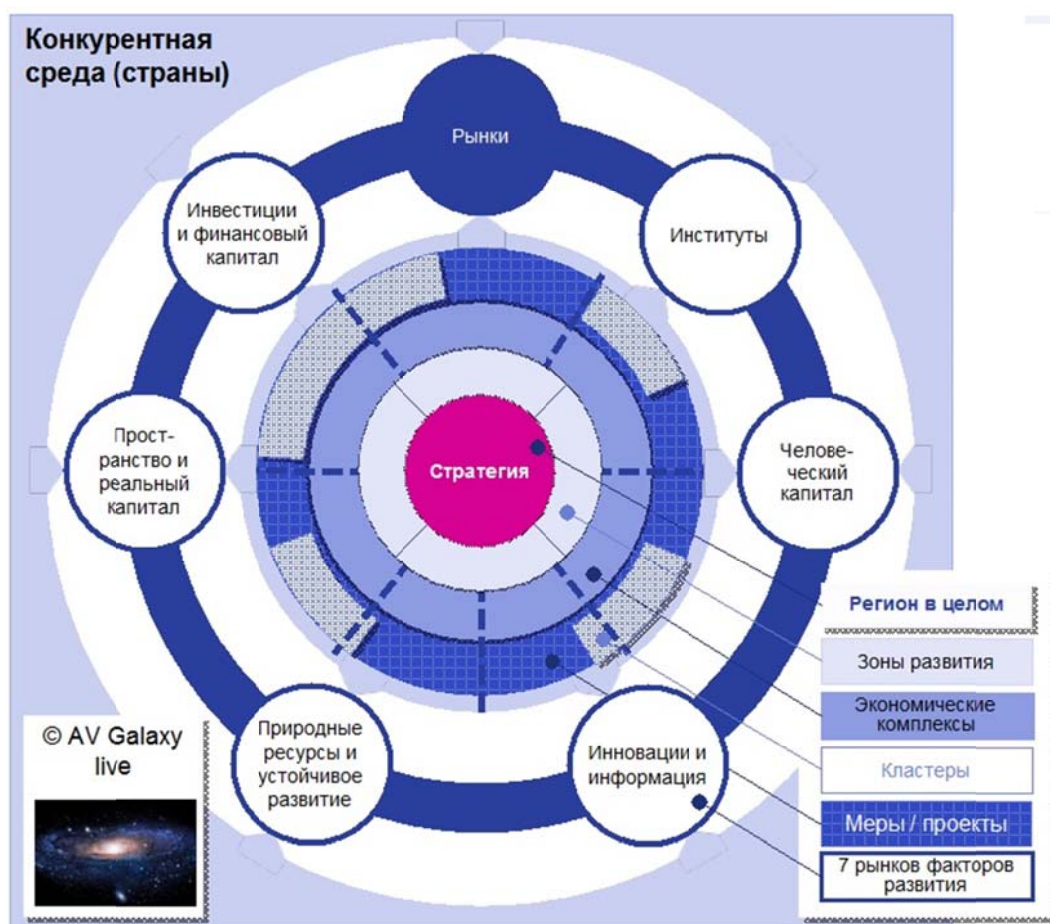 Конкурентная
среда (страны)
Рынки
Инвестиции
и финансовый
капитал
Институты
Прост-
ранство и
реальный
капитал
Стратегия
Челове-
ческий
капитал
Природные
ресурсы и
устойчивое
развитие
Инновации и
информация
Регион в целом
Зоны развития
Экономические
комплексы
Кластеры
Меры / проекты
7 рынков факторов
развития
© AV Galaxy
live